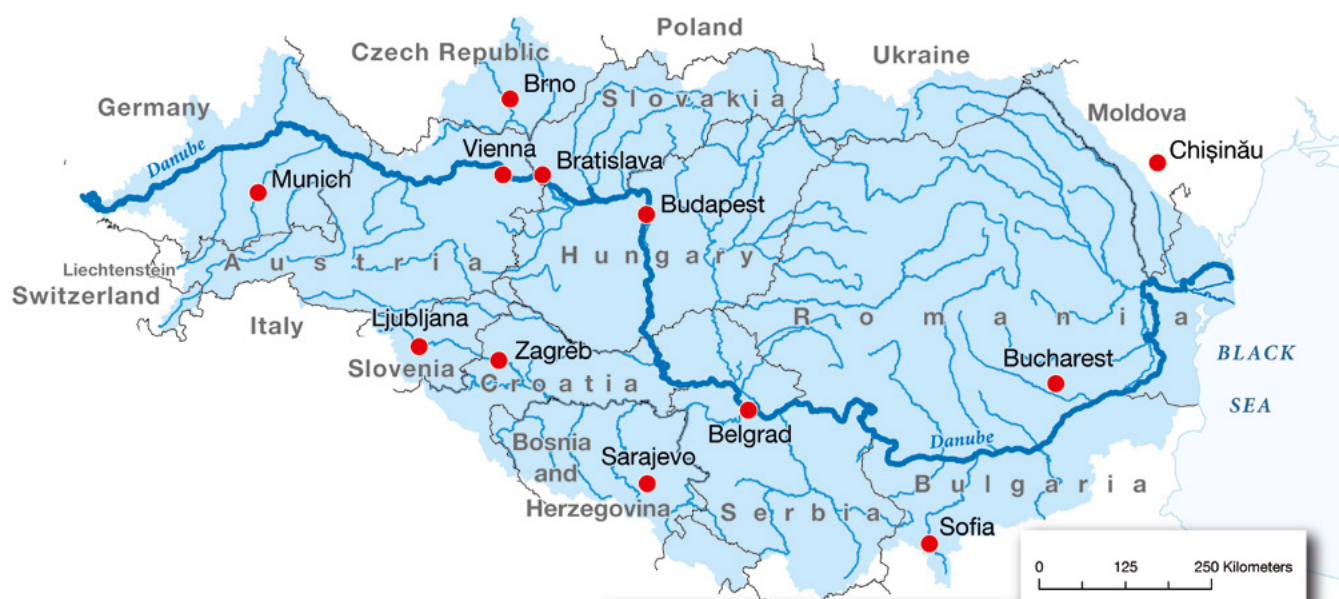 Poland
Czech Republic
Ukraine
Brno
Slovakia
Germany
Moldova
Danube
Vienna
Bratislava
Chişinău
Munich
Budapest
Austria
Hungary
Liechtenstein
Switzerland
Italy
Ljubljana
Romania
Zagreb
Bucharest
BLACK
SEA
Slovenia
Croatia
Belgrad
Danube
Bosnia
and
Herzegovina
Sarajevo
Serbia
Bulgaria
Sofia
0 125 250 Kilometers